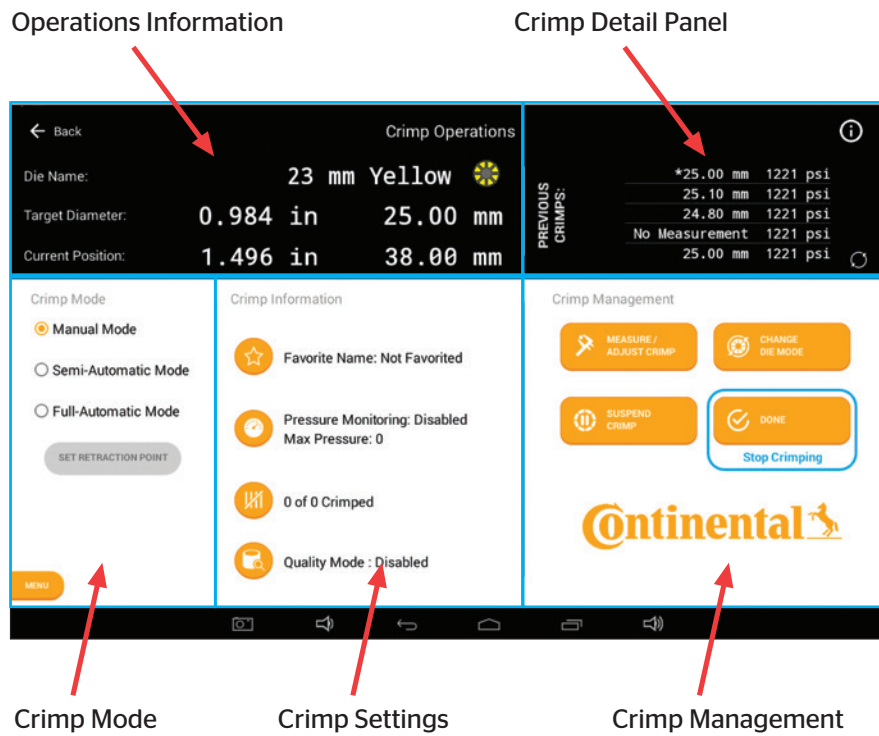 Operations Information
Crimp Detail Panel
Back
Crimp Operations
Die Name:
23 mm Yellow
Target Diameter:
0.984 in
25.00 mm
Current Position:
1.496 in
38.00 mm
PREVIOUS
CRIMPS:
*25.00 mm 1221 psi
25.10 mm 1221 psi
24.80 mm 1221 psi
No Measurement 1221 psi
25.00 mm 1221 psi
Crimp Mode
Manual Mode
Semi-Automatic Mode
Full-Automatic Mode
SET RETRACTION POINT
MENU
Crimp Information
Favorite Name: Not Favorited
Pressure Monitoring: Disabled
Max Pressure: 0
0 of 0 Crimped
Quality Mode : Disabled
Crimp Management
MEASURE /
ADJUST CRIMP
CHANGE
DIE MODE
SUSPEND
CRIMP
DONE
Stop Crimping
Continental
Crimp Mode
Crimp Settings
Crimp Management